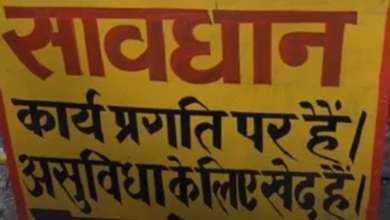 सावधान
कार्य प्रगति पर हैं।
असुविधा के लिए खेद हैं।